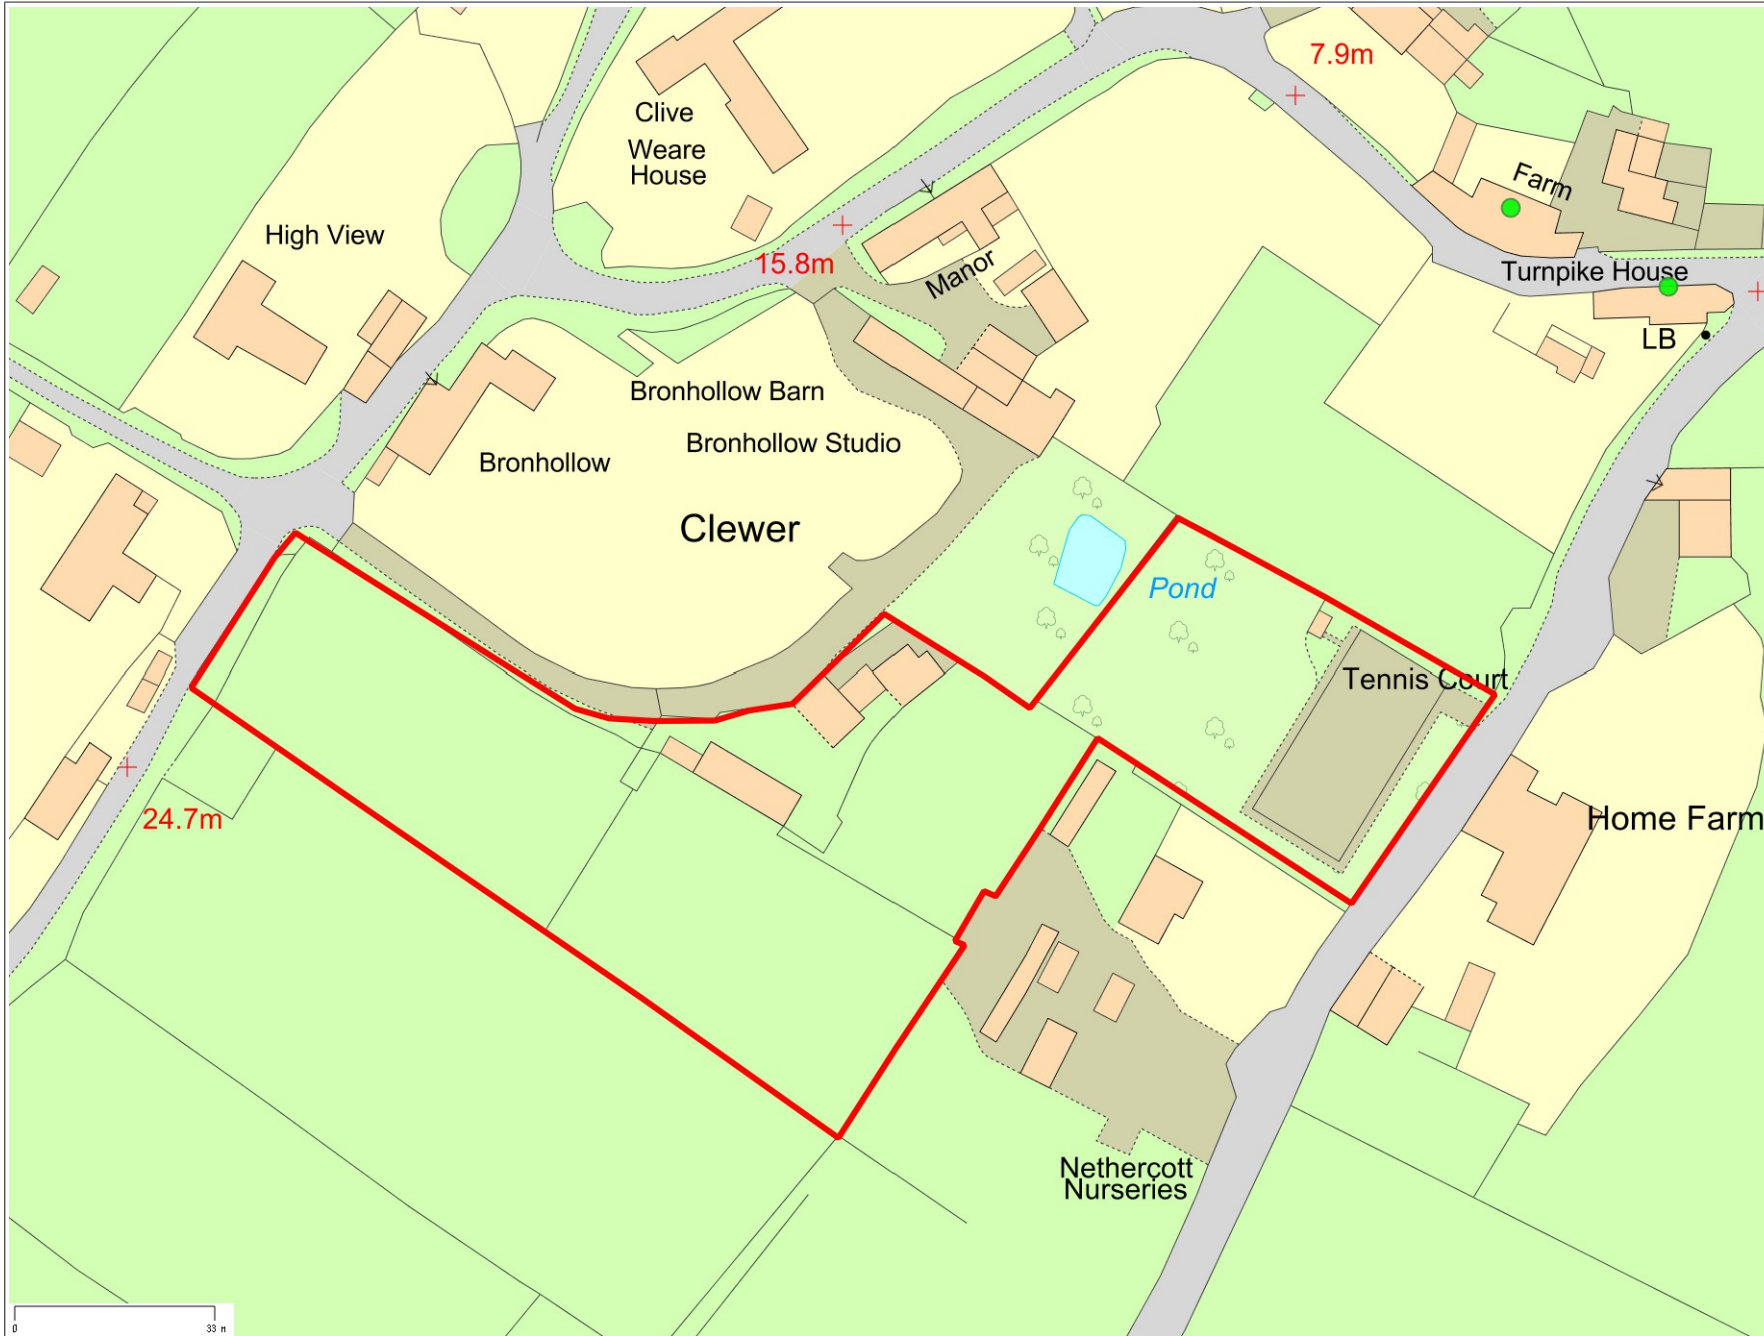 7.9m
Clive
Weare
House
Farm
High View
15.8m
Manor
Turnpike House
LB
Bronhollow Barn
Bronhollow Studio
Bronhollow
Clewer
Pond
Tennis Court
24.7m
Home Farm
Nethercott
Nurseries
0 33 m